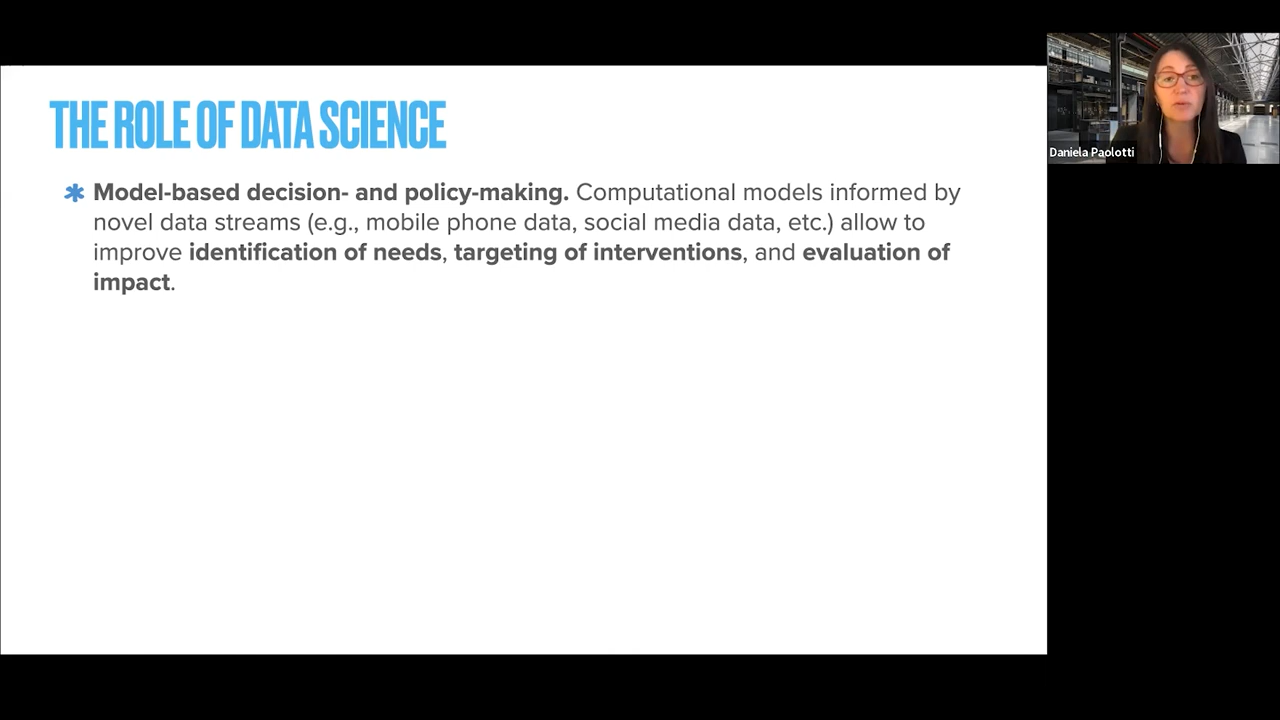 THE ROLE OF DATA SCIENCE
Model-based decision- and policy-making. Computational models informed by
novel data streams (e.g., mobile phone data, social media data, etc.) allow to
improve identification of needs, targeting of interventions, and evaluation of
impact.
Daniela Paolotti